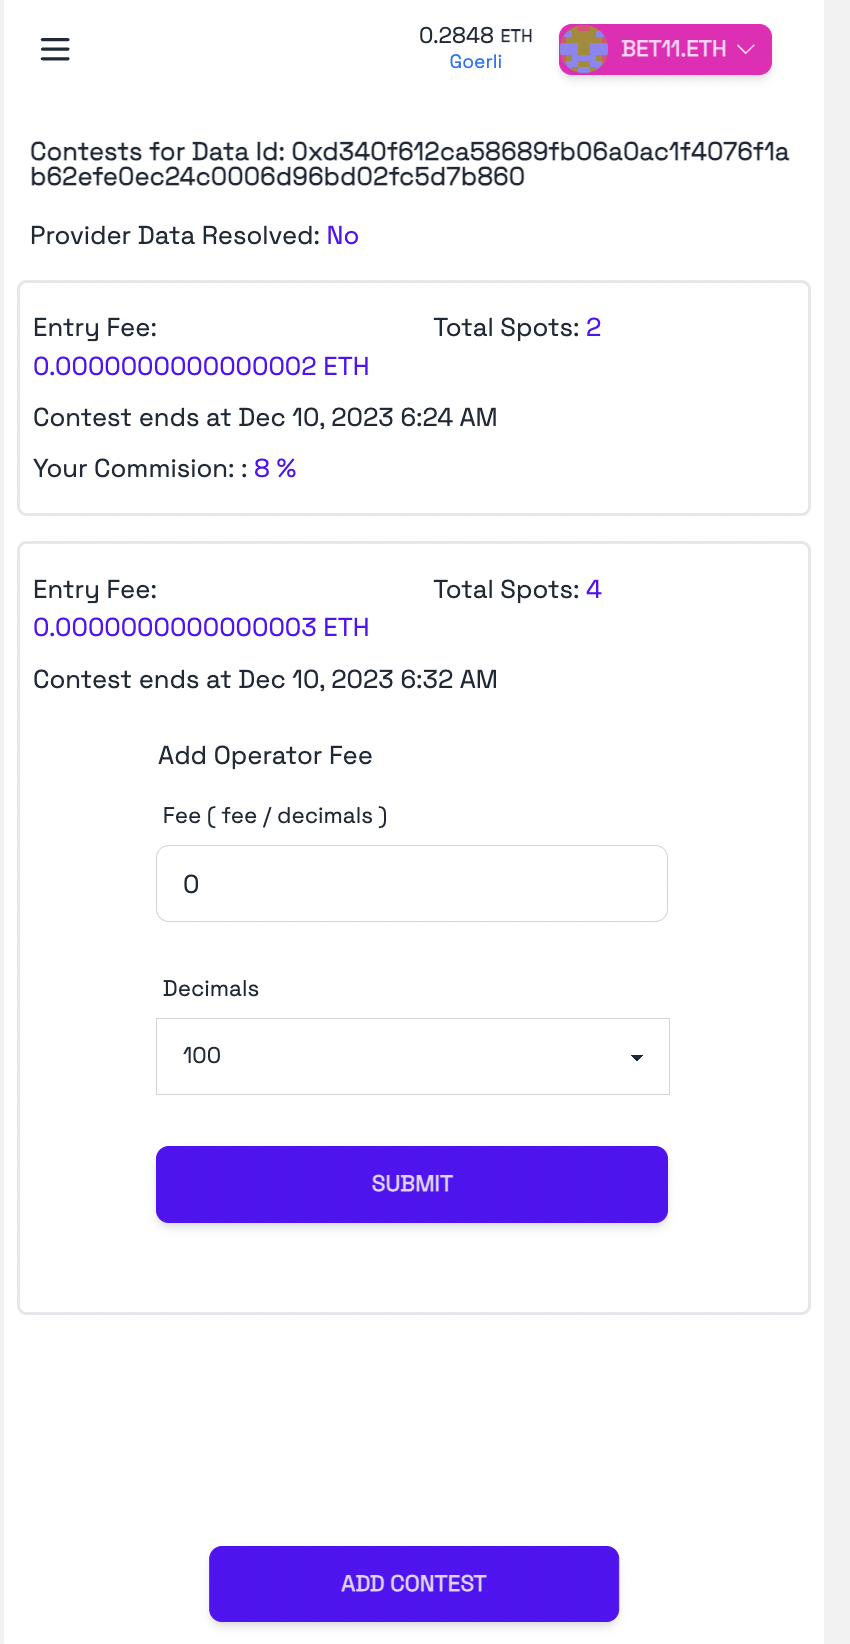 0.2848 ETH
Goerli
BET11.ETH
Contests for Data Id: 0xd340f612ca58689fb06a0ac1f4076f1a
b62efe0ec24c0006d96bd02fc5d7b860
Provider Data Resolved: No
Entry Fee:
0.0000000000000002 ETH
Total Spots: 2
Contest ends at Dec 10, 2023 6:24 AM
Your Commision: : 8 %
Entry Fee:
0.0000000000000003 ETH
Total Spots: 4
Contest ends at Dec 10, 2023 6:32 AM
Add Operator Fee
Fee ( fee / decimals )
0
Decimals
100
SUBMIT
ADD CONTEST